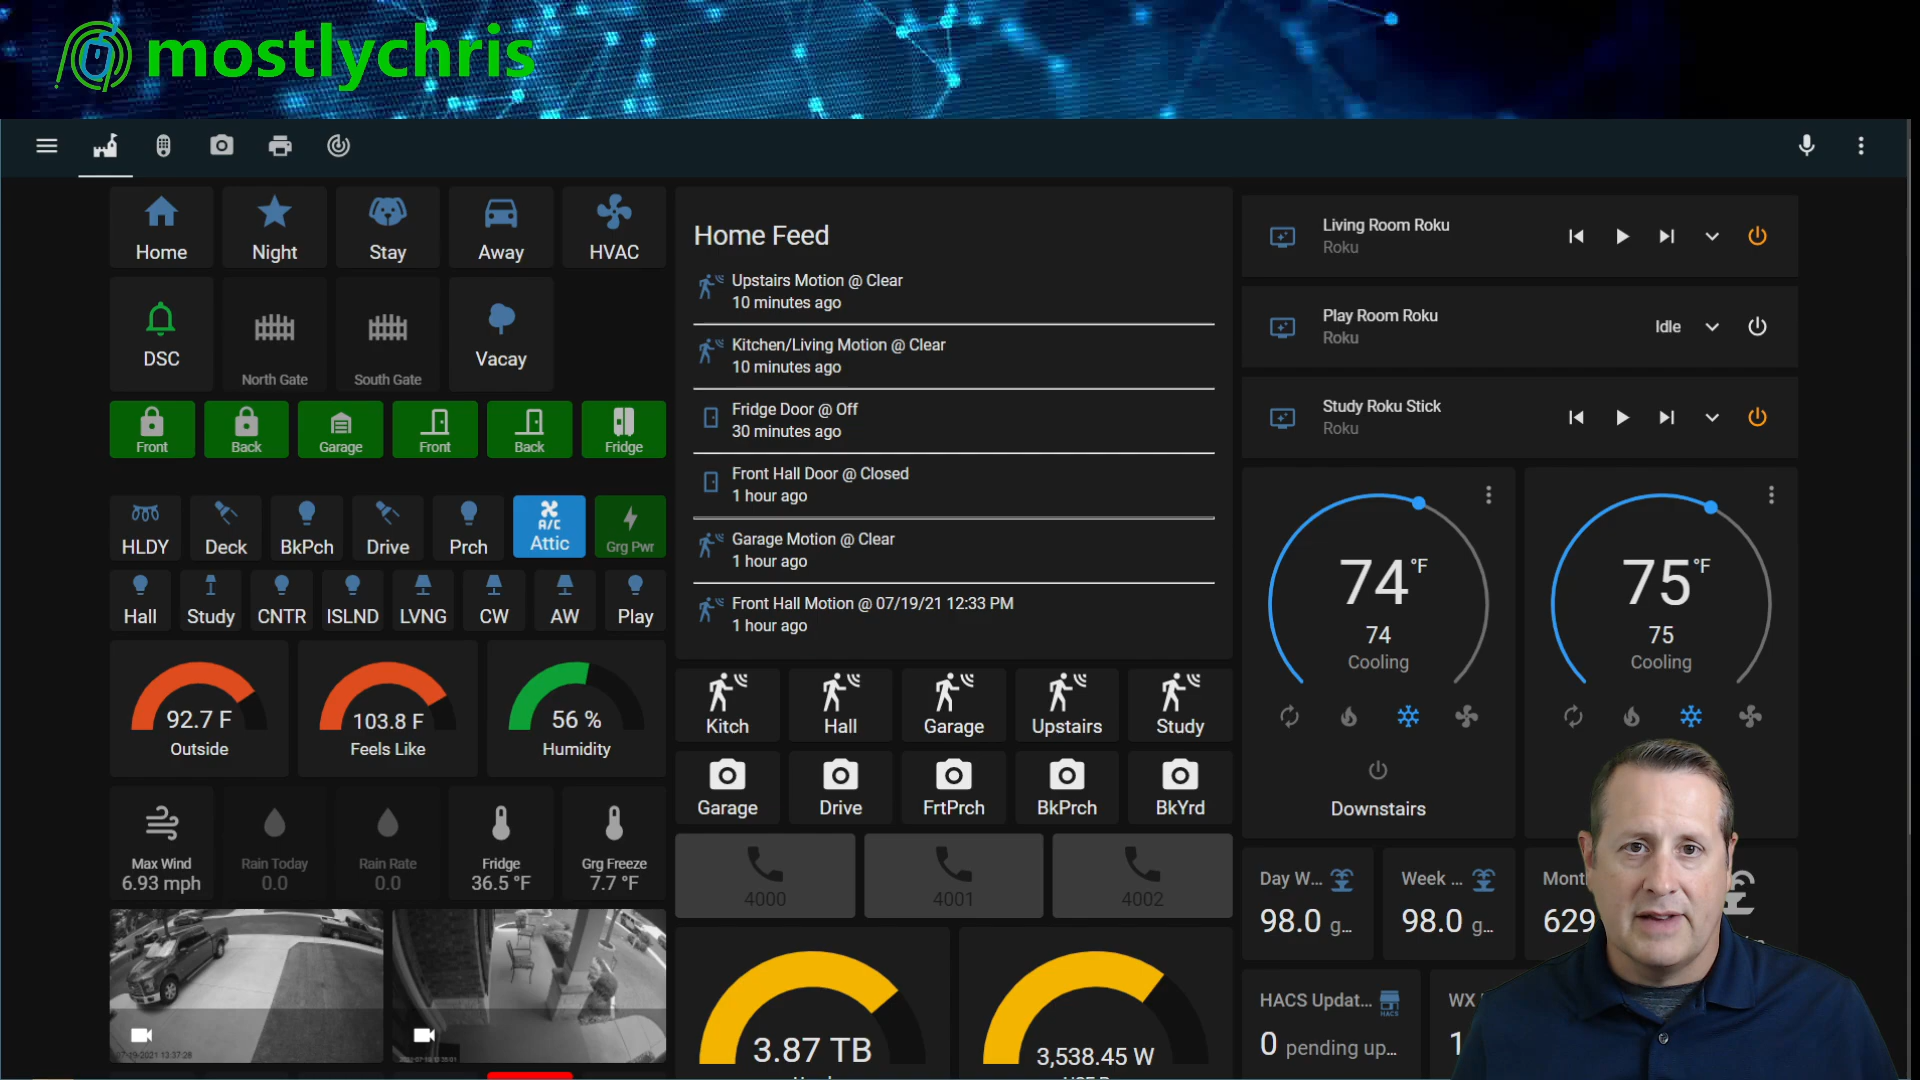 mostlychris
Home
Night
Stay
Away
HVAC
DSC
North Gate
South Gate
Vacay
Front
Back
Garage
Front
Back
Fridge
HLDY
Deck
BkPch
Drive
Prch
A/C
Attic
Grg Pwr
Hall
Study
CNTR
ISLND
LVNG
CW
AW
Play
92.7 F
Outside
103.8 F
Feels Like
56 %
Humidity
Max Wind
6.93 mph
Rain Today
0.0
Rain Rate
0.0
Fridge
36.5 °F
Grg Freeze
7.7 °F
07-19-2021 13:37:28
Home Feed
Upstairs Motion @ Clear
10 minutes ago
Kitchen/Living Motion @ Clear
10 minutes ago
Fridge Door @ Off
30 minutes ago
Front Hall Door @ Closed
1 hour ago
Garage Motion @ Clear
1 hour ago
Front Hall Motion @ 07/19/21 12:33 PM
1 hour ago
Kitch
Hall
Garage
Upstairs
Study
Garage
Drive
FrtPrch
BkPrch
BkYrd
4000
4001
4002
3.87 TB
3,538.45 W
Living Room Roku
Roku
Play Room Roku
Roku
Idle
Study Roku Stick
Roku
74 °F
74
Cooling
Downstairs
75 °F
75
Cooling
Day W...
98.0 g...
Week ...
98.0 g...
Mont
629
HACS Updat...
HACS
0 pending up...
WX
1